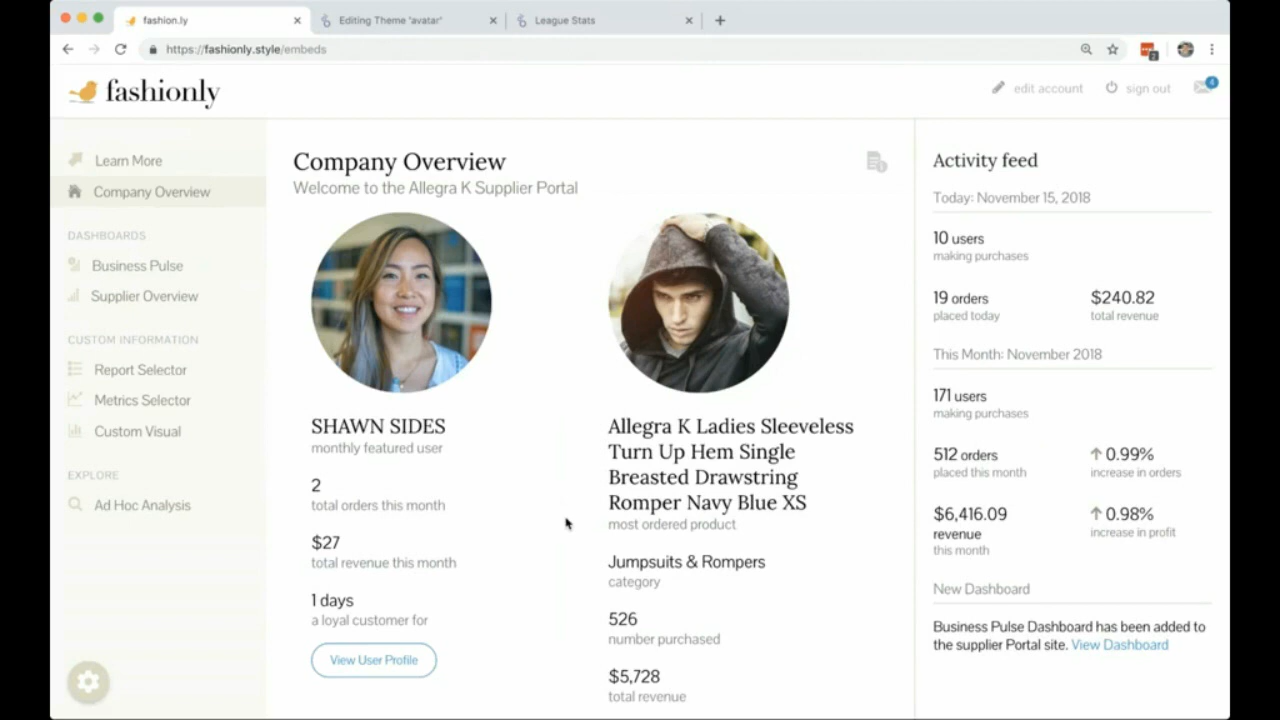 fashion.ly
Editing Theme 'avatar'
League Stats
https://fashionly.style/embeds
fashionly
edit account
sign out
4
Learn More
Company Overview
DASHBOARDS
Business Pulse
Supplier Overview
CUSTOM INFORMATION
Report Selector
Metrics Selector
Custom Visual
EXPLORE
Ad Hoc Analysis
Company Overview
Welcome to the Allegra K Supplier Portal
SHAWN SIDES
monthly featured user
2
total orders this month
$27
total revenue this month
1 days
a loyal customer for
View User Profile
Allegra K Ladies Sleeveless
Turn Up Hem Single
Breasted Drawstring
Romper Navy Blue XS
most ordered product
Jumpsuits & Rompers
category
526
number purchased
$5,728
total revenue
Activity feed
Today: November 15, 2018
10 users
making purchases
19 orders
placed today
$240.82
total revenue
This Month: November 2018
171 users
making purchases
512 orders
placed this month
0.99%
increase in orders
$6,416.09
revenue
this month
0.98%
increase in profit
New Dashboard
Business Pulse Dashboard has been added to
the supplier Portal site. View Dashboard